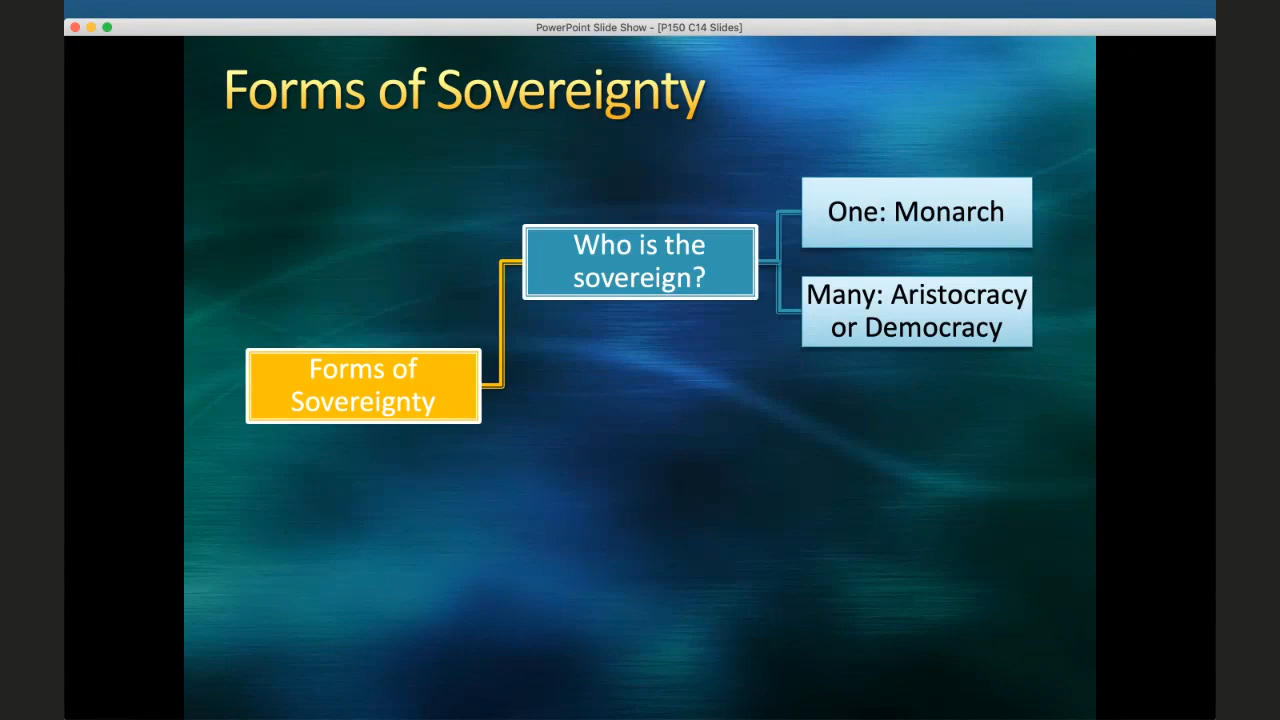 PowerPoint Slide Show - [P150 C14 Slides]
Forms of Sovereignty
One: Monarch
Who is the
sovereign?
Many: Aristocracy
or Democracy
Forms of
Sovereignty